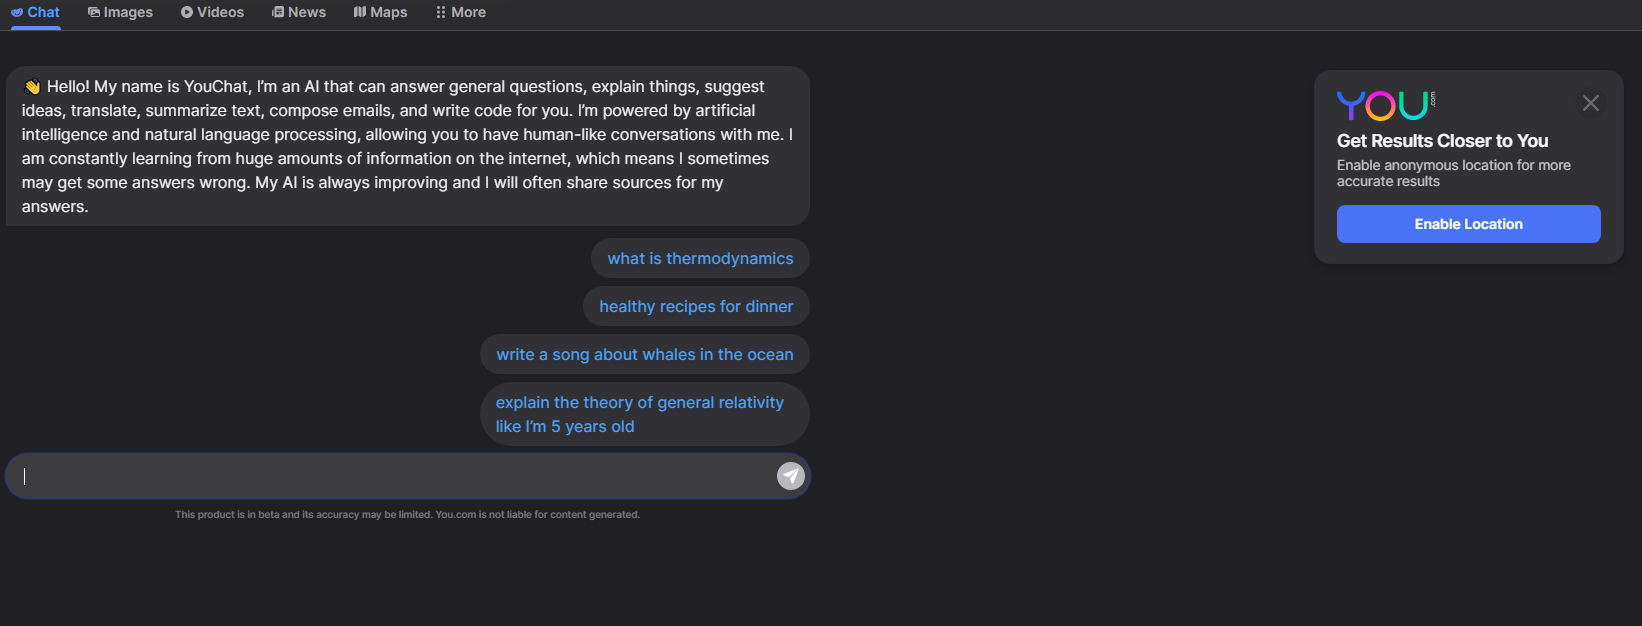 Chat Images Videos News Maps More
👋 Hello! My name is YouChat, I'm an AI that can answer general questions, explain things, suggest
ideas, translate, summarize text, compose emails, and write code for you. I'm powered by artificial
intelligence and natural language processing, allowing you to have human-like conversations with me. I
am constantly learning from huge amounts of information on the internet, which means I sometimes
may get some answers wrong. My AI is always improving and I will often share sources for my
answers.
what is thermodynamics
healthy recipes for dinner
write a song about whales in the ocean
explain the theory of general relativity
like I'm 5 years old
This product is in beta and its accuracy may be limited. You.com is not liable for content generated.
YOU.com
Get Results Closer to You
Enable anonymous location for more
accurate results
Enable Location